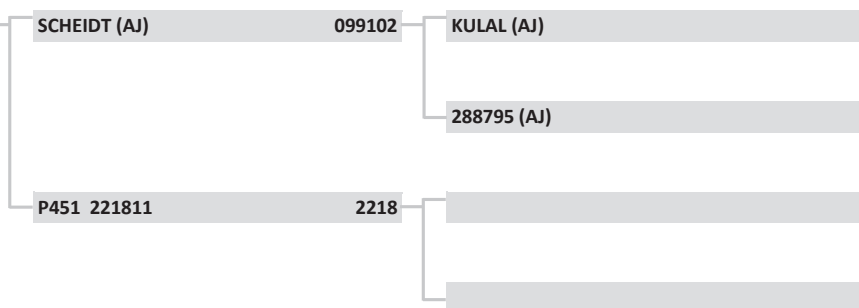 SCHEIDT (AJ) 099102
KULAL (AJ)
288795 (AJ)
P451 221811 2218